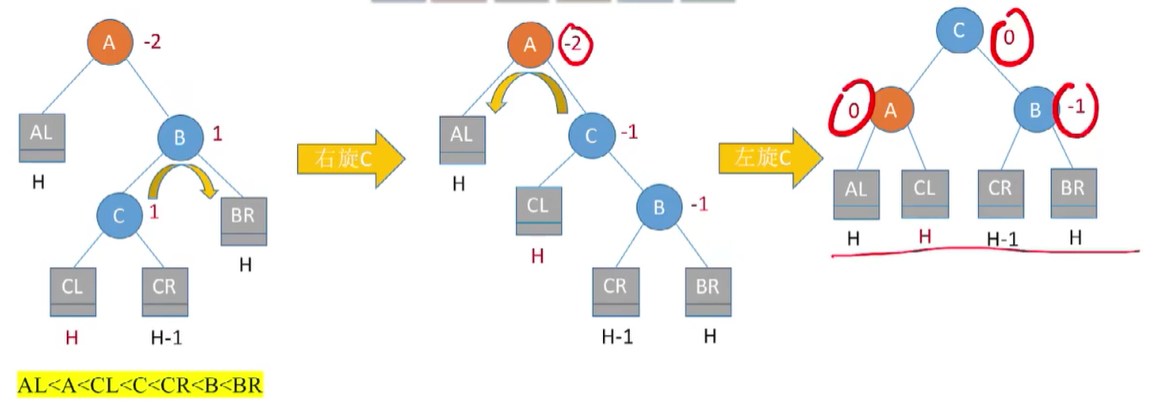 A -2
AL
H
B 1
C 1
BR
H
CL
CR
H
H-1
AL<A<CL<C<CR<B<BR
右旋C
A -2
AL
H
C -1
CL
H
B -1
CR
BR
H-1
H
左旋C
C 0
0 A
B -1
AL
CL
CR
BR
H
H
H-1
H